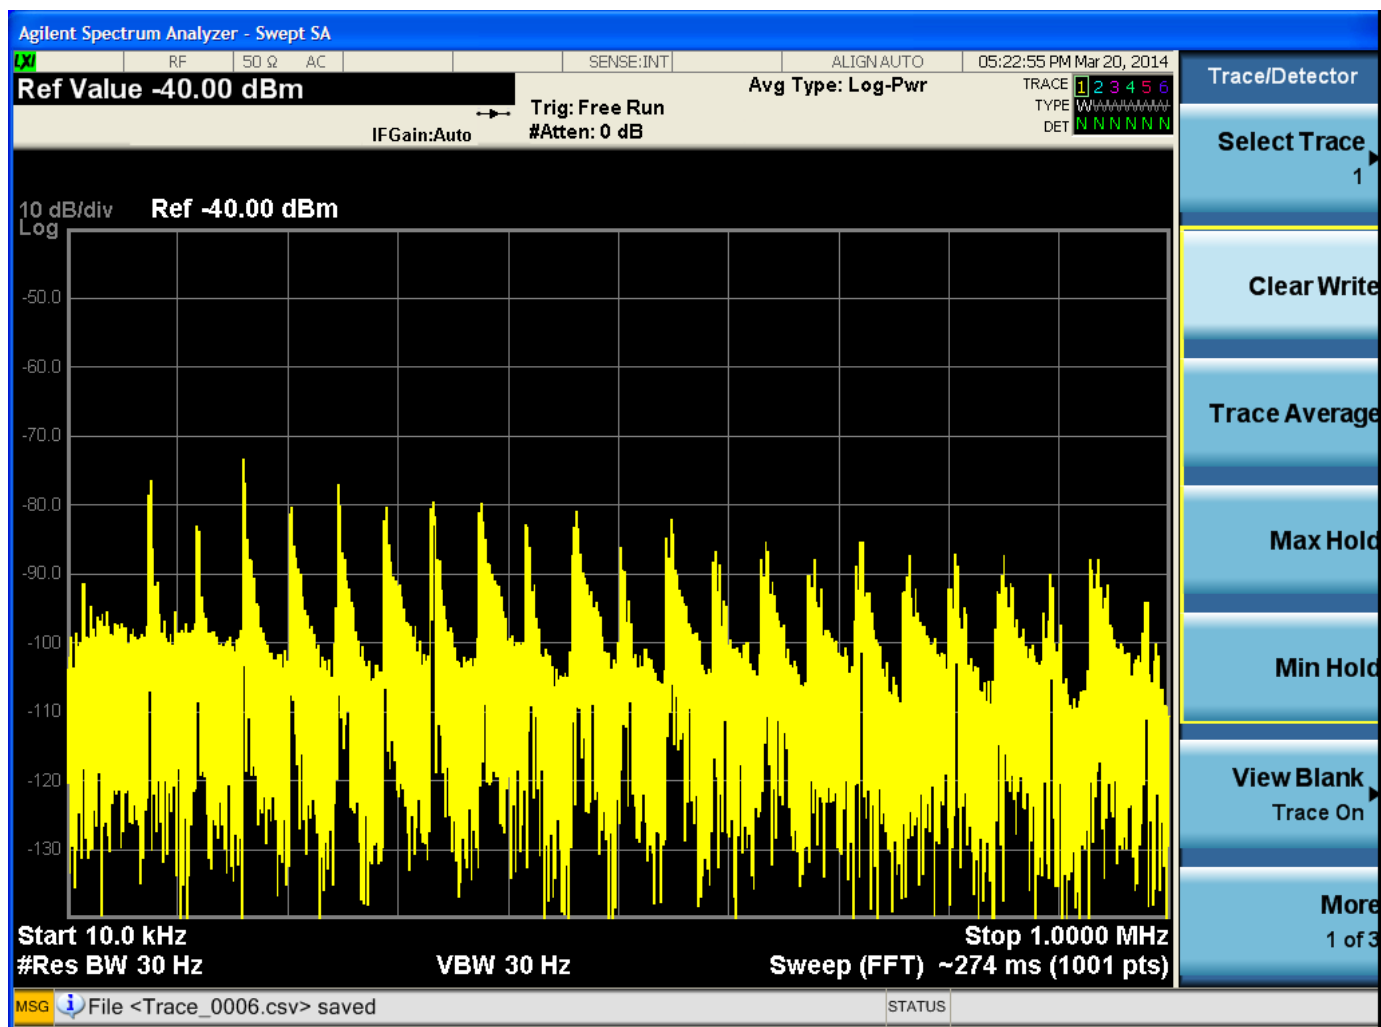 Agilent Spectrum Analyzer - Swept SA
LXI RF 50 Ω AC SENSE:INT ALIGN AUTO 05:22:55 PM Mar 20, 2014
Ref Value -40.00 dBm
Avg Type: Log-Pwr
TRACE 1 2 3 4 5 6
Trig: Free Run
TYPE WWWWWW
IFGain:Auto
#Atten: 0 dB
DET N N N N N N
10 dB/div Ref -40.00 dBm
Log
-50.0
-60.0
-70.0
-80.0
-90.0
-100
-110
-120
-130
Start 10.0 kHz Stop 1.0000 MHz
#Res BW 30 Hz VBW 30 Hz Sweep (FFT) ~274 ms (1001 pts)
MSG File <Trace_0006.csv> saved STATUS
Trace/Detector
Select Trace
1
Clear Write
Trace Average
Max Hold
Min Hold
View Blank
Trace On
More
1 of 3